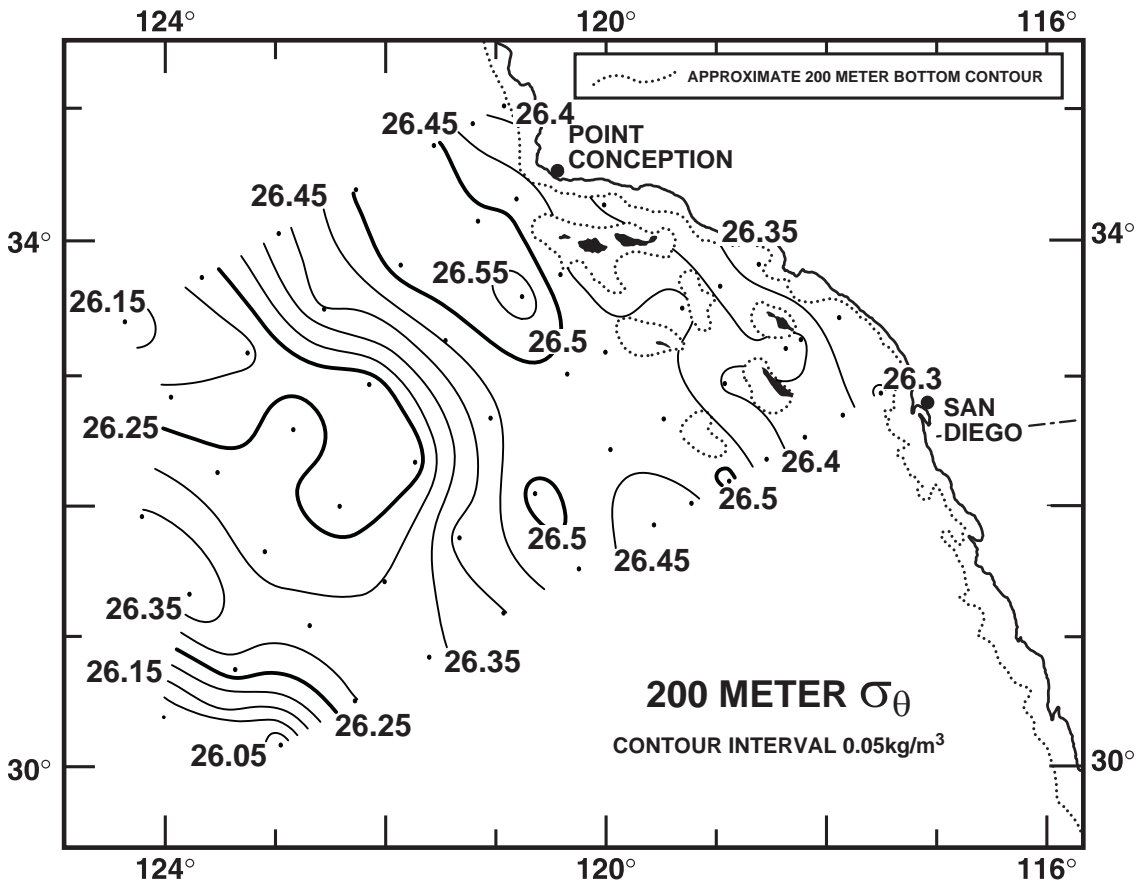 124° 120° 116°
APPROXIMATE 200 METER BOTTOM CONTOUR
26.4
26.45
POINT
CONCEPTION
26.45
34° 26.35 34°
26.55
26.15
26.5
26.3
SAN
DIEGO
26.25
26.4
26.5
26.5
26.45
26.35
26.35
26.15
200 METER σθ
26.25
CONTOUR INTERVAL 0.05kg/m³
26.05
30° 30°
124° 120° 116°